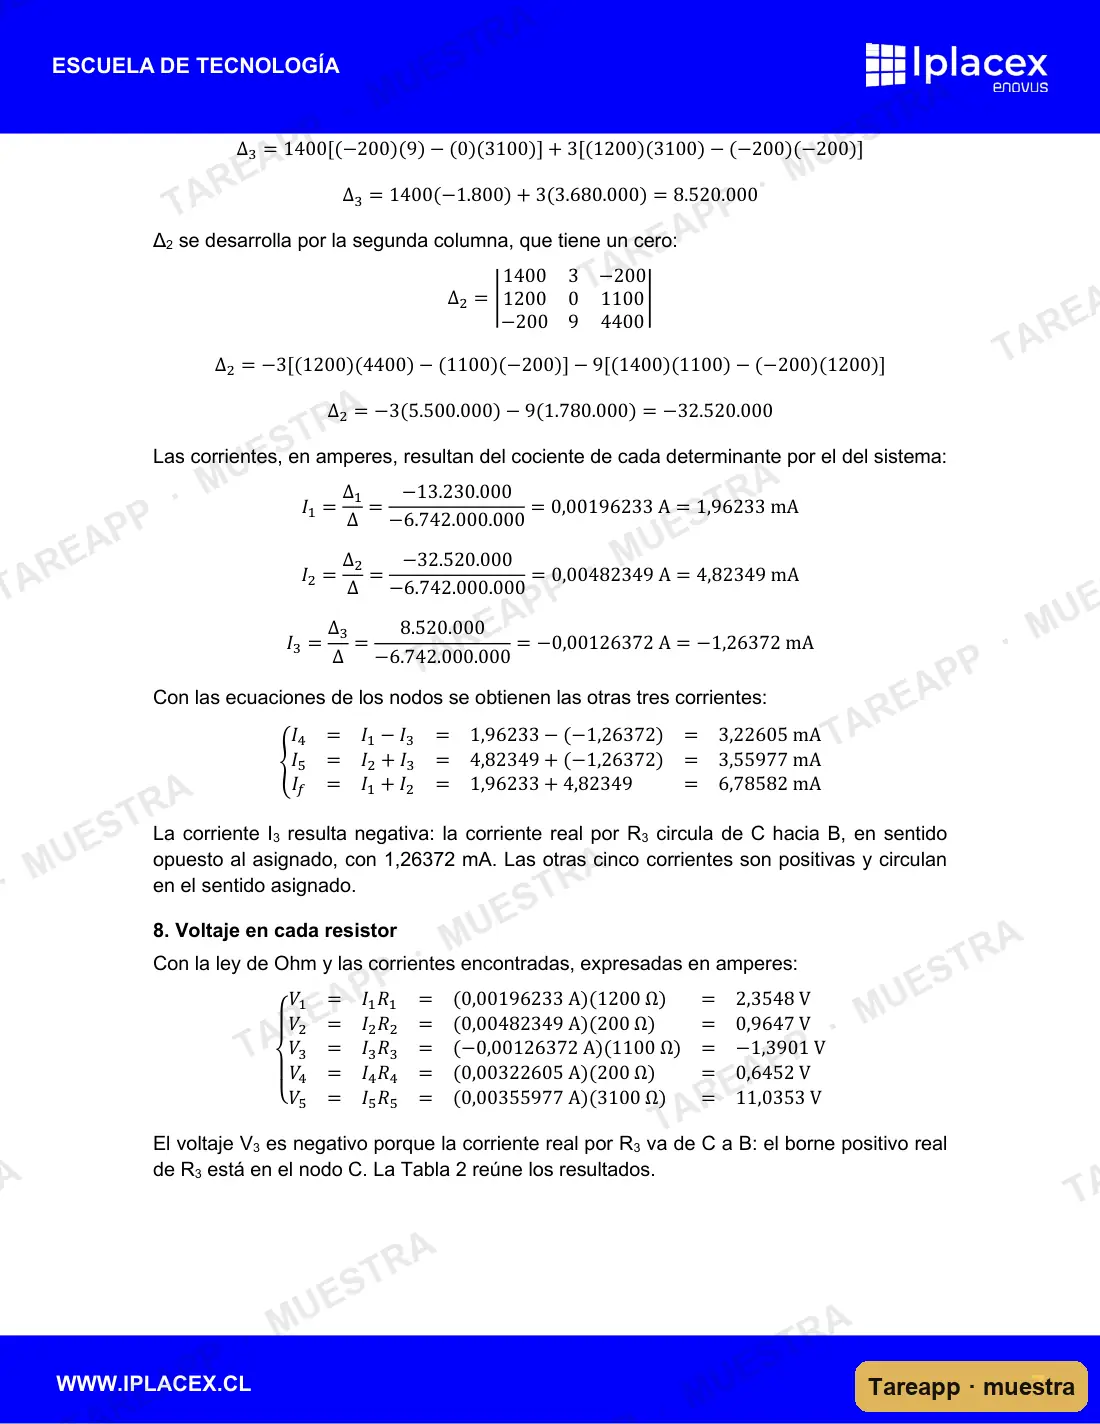 ESCUELA DE TECNOLOGÍA
Iplacex
enovus
Δ₃ = 1400[(−200)(9) − (0)(3100)] + 3[(1200)(3100) − (−200)(−200)]
Δ₃ = 1400(−1.800) + 3(3.680.000) = 8.520.000
Δ₂ se desarrolla por la segunda columna, que tiene un cero:
Δ₂ = |1400 3 −200|
|1200 0 1100|
|−200 9 4400|
Δ₂ = −3[(1200)(4400) − (1100)(−200)] − 9[(1400)(1100) − (−200)(1200)]
Δ₂ = −3(5.500.000) − 9(1.780.000) = −32.520.000
Las corrientes, en amperes, resultan del cociente de cada determinante por el del sistema:
I₁ = Δ₁/Δ = −13.230.000/−6.742.000.000 = 0,00196233 A = 1,96233 mA
I₂ = Δ₂/Δ = −32.520.000/−6.742.000.000 = 0,00482349 A = 4,82349 mA
I₃ = Δ₃/Δ = 8.520.000/−6.742.000.000 = −0,00126372 A = −1,26372 mA
Con las ecuaciones de los nodos se obtienen las otras tres corrientes:
I₄ = I₁ − I₃ = 1,96233 − (−1,26372) = 3,22605 mA
I₅ = I₂ + I₃ = 4,82349 + (−1,26372) = 3,55977 mA
I_f = I₁ + I₂ = 1,96233 + 4,82349 = 6,78582 mA
La corriente I₃ resulta negativa: la corriente real por R₃ circula de C hacia B, en sentido
opuesto al asignado, con 1,26372 mA. Las otras cinco corrientes son positivas y circulan
en el sentido asignado.
8. Voltaje en cada resistor
Con la ley de Ohm y las corrientes encontradas, expresadas en amperes:
V₁ = I₁R₁ = (0,00196233 A)(1200 Ω) = 2,3548 V
V₂ = I₂R₂ = (0,00482349 A)(200 Ω) = 0,9647 V
V₃ = I₃R₃ = (−0,00126372 A)(1100 Ω) = −1,3901 V
V₄ = I₄R₄ = (0,00322605 A)(200 Ω) = 0,6452 V
V₅ = I₅R₅ = (0,00355977 A)(3100 Ω) = 11,0353 V
El voltaje V₃ es negativo porque la corriente real por R₃ va de C a B: el borne positivo real
de R₃ está en el nodo C. La Tabla 2 reúne los resultados.
WWW.IPLACEX.CL
Tareapp · muestra
TAREAPP · MUESTRA